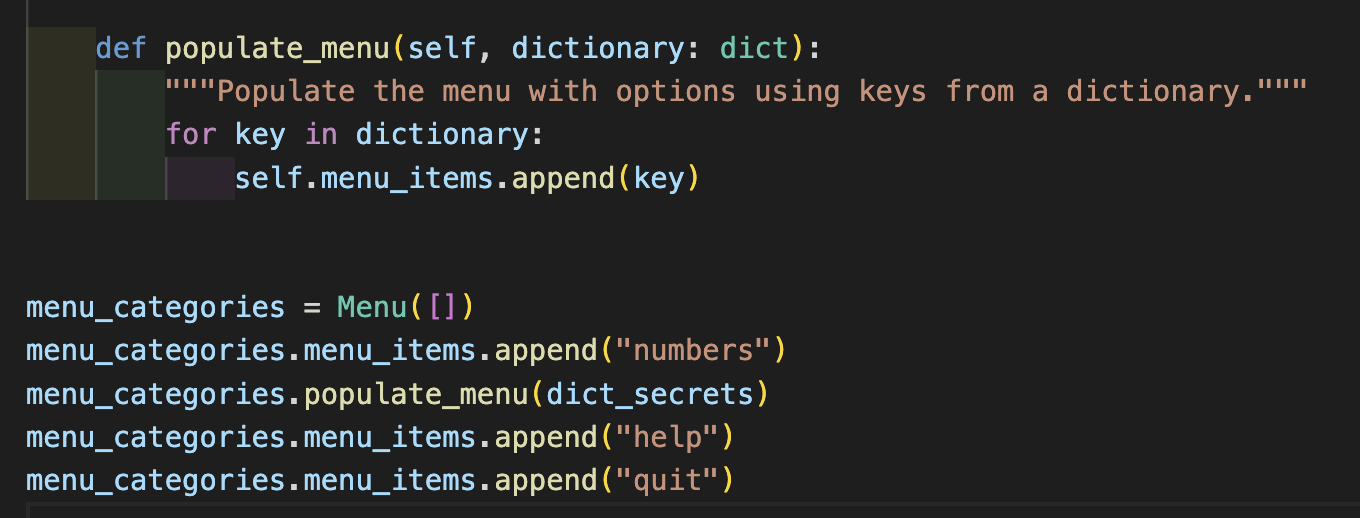 def populate_menu(self, dictionary: dict):
"""Populate the menu with options using keys from a dictionary."""
for key in dictionary:
self.menu_items.append(key)
menu_categories = Menu([])
menu_categories.menu_items.append("numbers")
menu_categories.populate_menu(dict_secrets)
menu_categories.menu_items.append("help")
menu_categories.menu_items.append("quit")